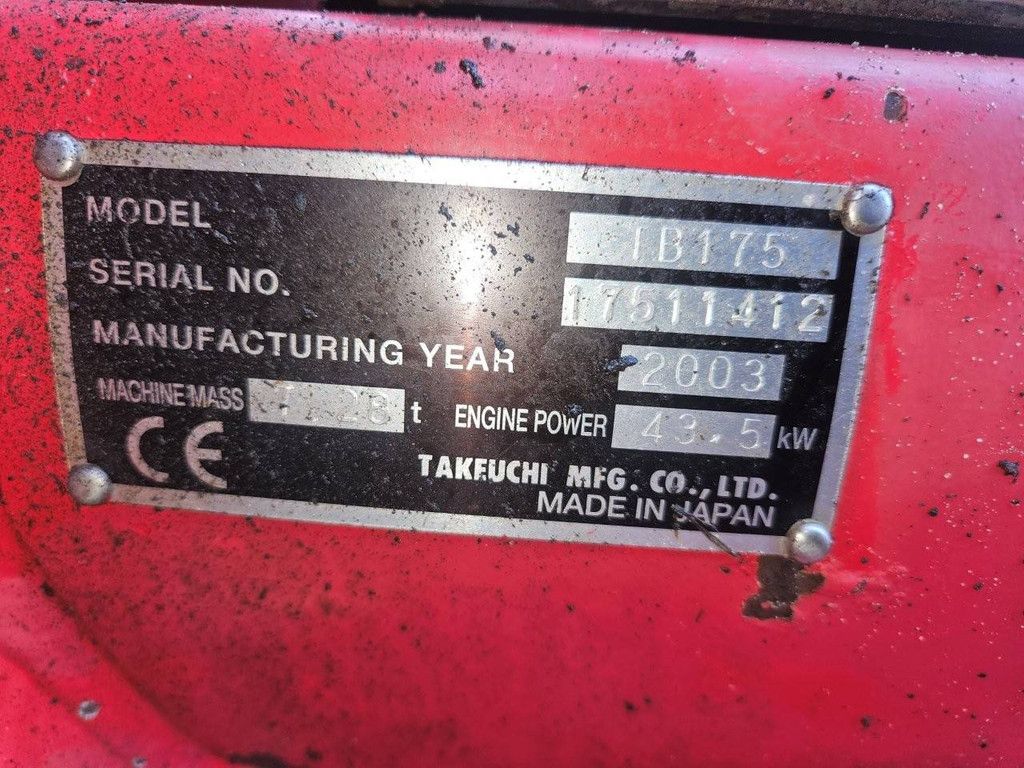 MODEL TB175
SERIAL NO. 17511412
MANUFACTURING YEAR 2003
MACHINE MASS t ENGINE POWER 43.5 kW
CE
TAKEUCHI MFG. CO., LTD.
MADE IN JAPAN